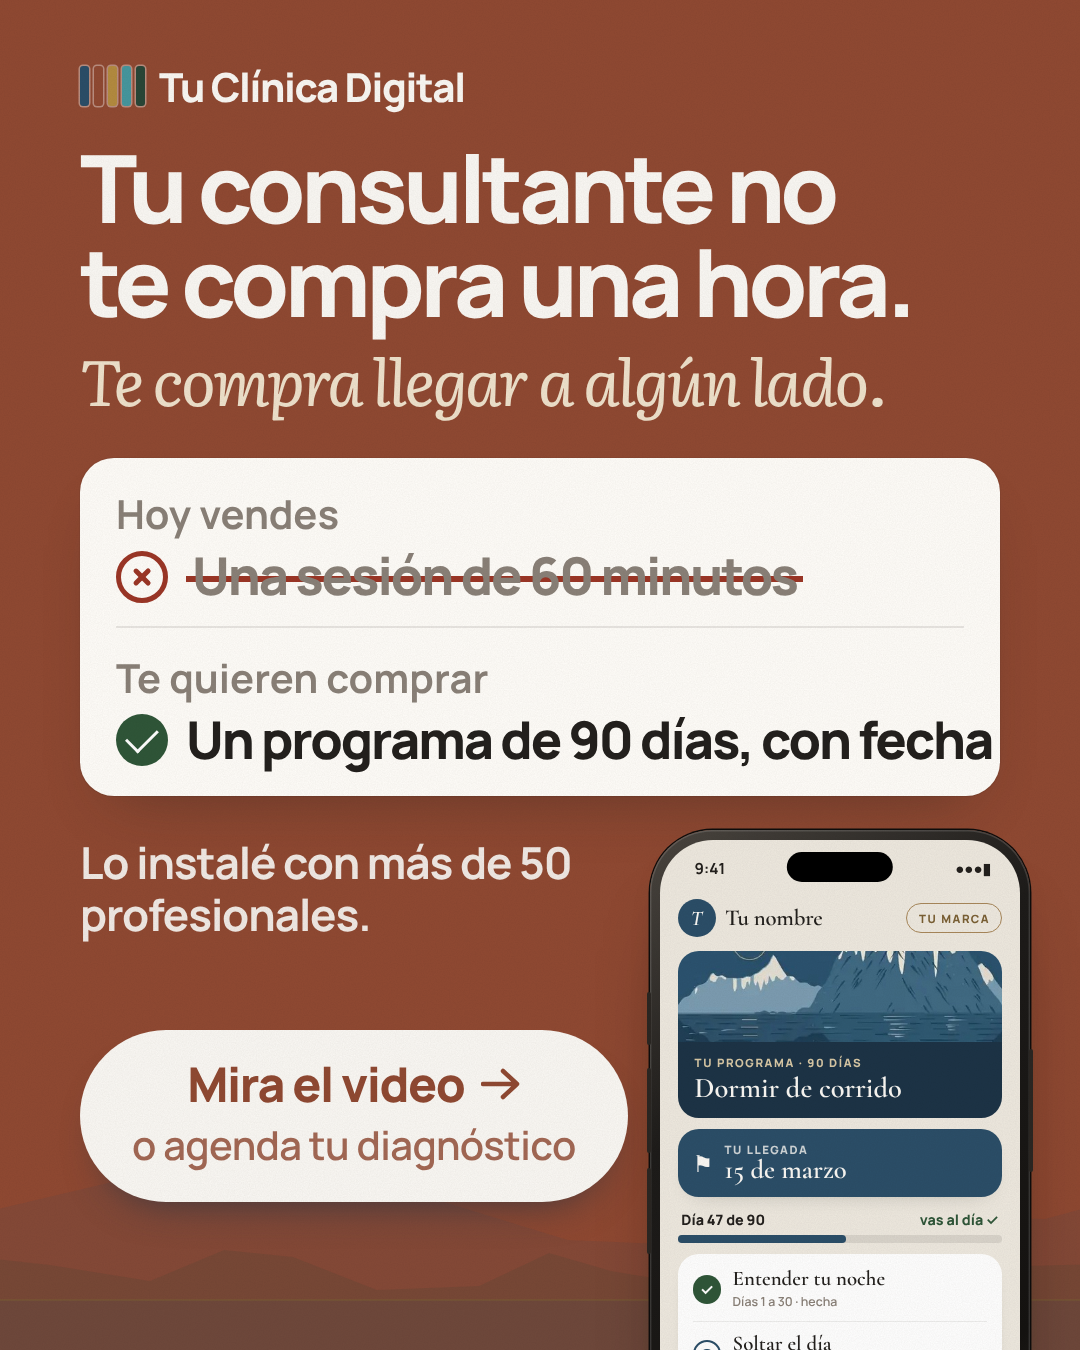 Tu Clínica Digital
Tu consultante no
te compra una hora.
Te compra llegar a algún lado.
Hoy vendes
Una sesión de 60 minutos
Te quieren comprar
Un programa de 90 días, con fecha
Lo instalé con más de 50
profesionales.
Mira el video →
o agenda tu diagnóstico
9:41
T Tu nombre
TU MARCA
TU PROGRAMA · 90 DÍAS
Dormir de corrido
TU LLEGADA
15 de marzo
Día 47 de 90
vas al día ✓
Entender tu noche
Días 1 a 30 · hecha
Soltar el día